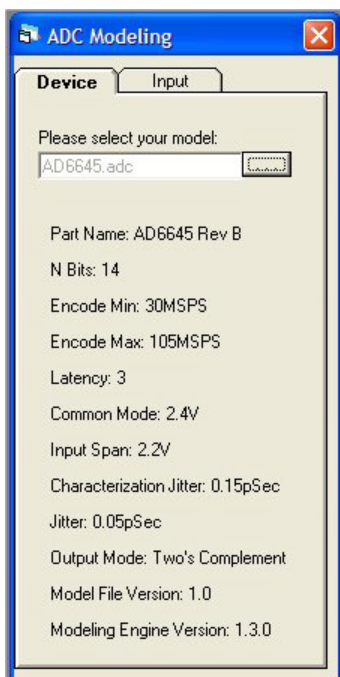 ADC Modeling
Device Input
Please select your model:
AD6645.adc
Part Name: AD6645 Rev B
N Bits: 14
Encode Min: 30MSPS
Encode Max: 105MSPS
Latency: 3
Common Mode: 2.4V
Input Span: 2.2V
Characterization Jitter: 0.15pSec
Jitter: 0.05pSec
Output Mode: Two's Complement
Model File Version: 1.0
Modeling Engine Version: 1.3.0